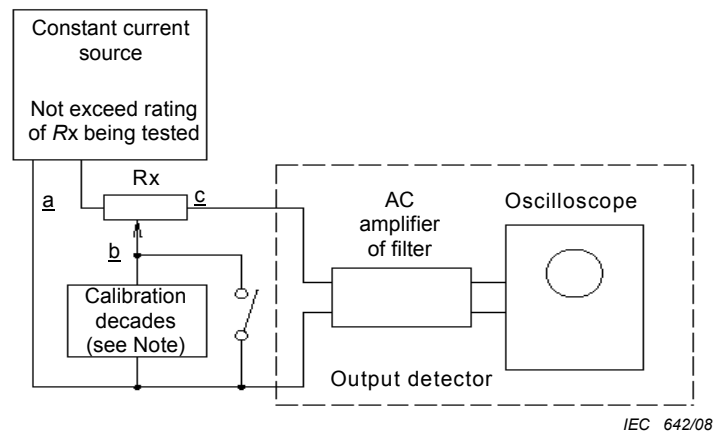 Constant current
source
Not exceed rating
of Rx being tested
Rx
a
c
b
Calibration
decades
(see Note)
AC
amplifier
of filter
Oscilloscope
Output detector
IEC 642/08